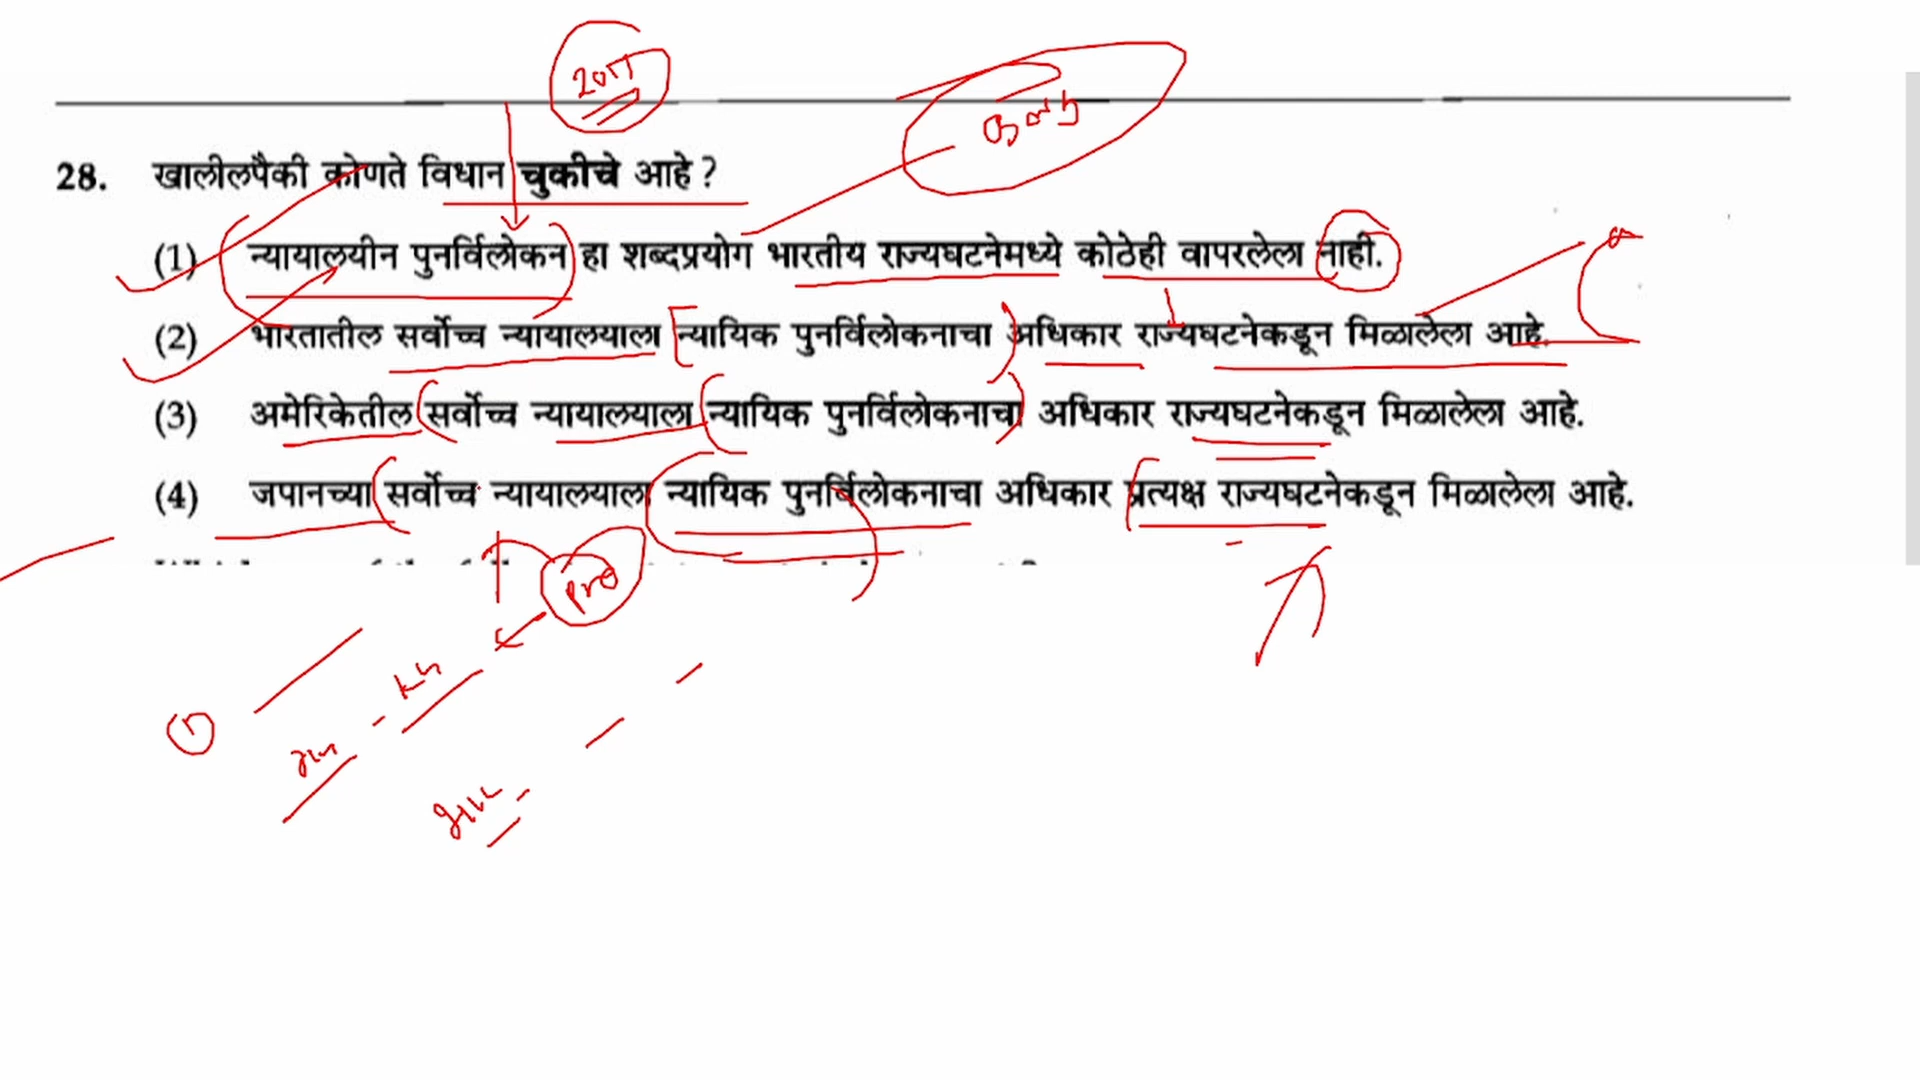 28. खालीलपैकी कोणते विधान चुकीचे आहे ?
(1) न्यायालयीन पुनर्विलोकन हा शब्दप्रयोग भारतीय राज्यघटनेमध्ये कोठेही वापरलेला नाही.
(2) भारतातील सर्वोच्च न्यायालयाला न्यायिक पुनर्विलोकनाचा अधिकार राज्यघटनेकडून मिळालेला आहे.
(3) अमेरिकेतील सर्वोच्च न्यायालयाला न्यायिक पुनर्विलोकनाचा अधिकार राज्यघटनेकडून मिळालेला आहे.
(4) जपानच्या सर्वोच्च न्यायालयाला न्यायिक पुनर्विलोकनाचा अधिकार प्रत्यक्ष राज्यघटनेकडून मिळालेला आहे.